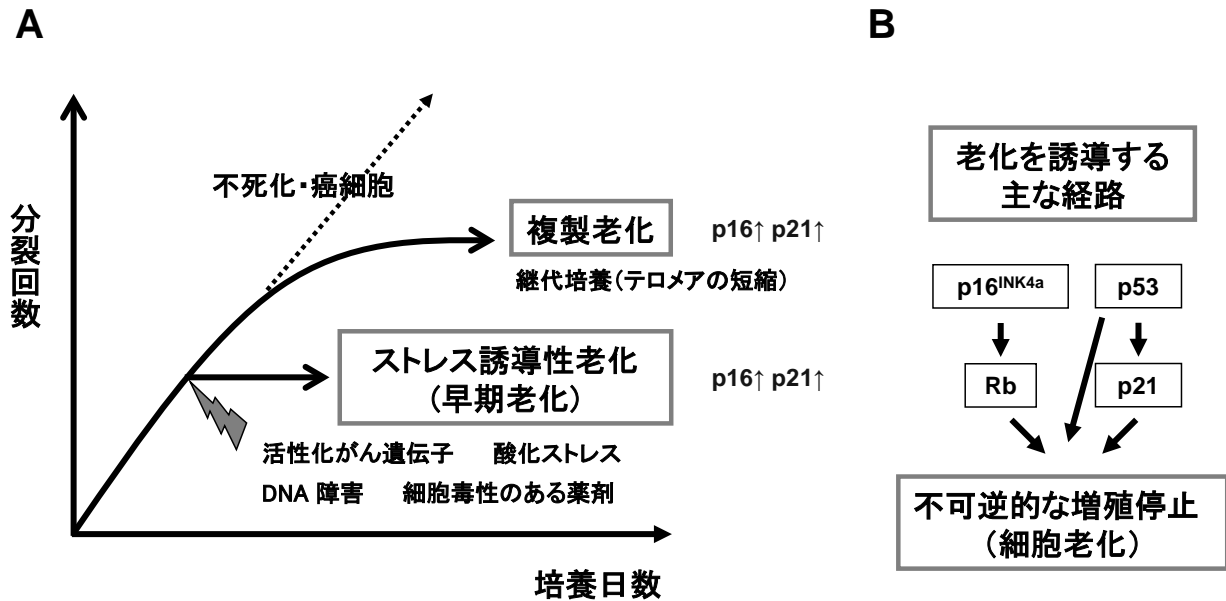 A
分裂回数
不死化・癌細胞
複製老化
p16↑ p21↑
継代培養（テロメアの短縮）
ストレス誘導性老化
（早期老化）
p16↑ p21↑
活性化がん遺伝子 酸化ストレス
DNA 障害 細胞毒性のある薬剤
培養日数
B
老化を誘導する
主な経路
p16INK4a
p53
Rb
p21
不可逆的な増殖停止
（細胞老化）